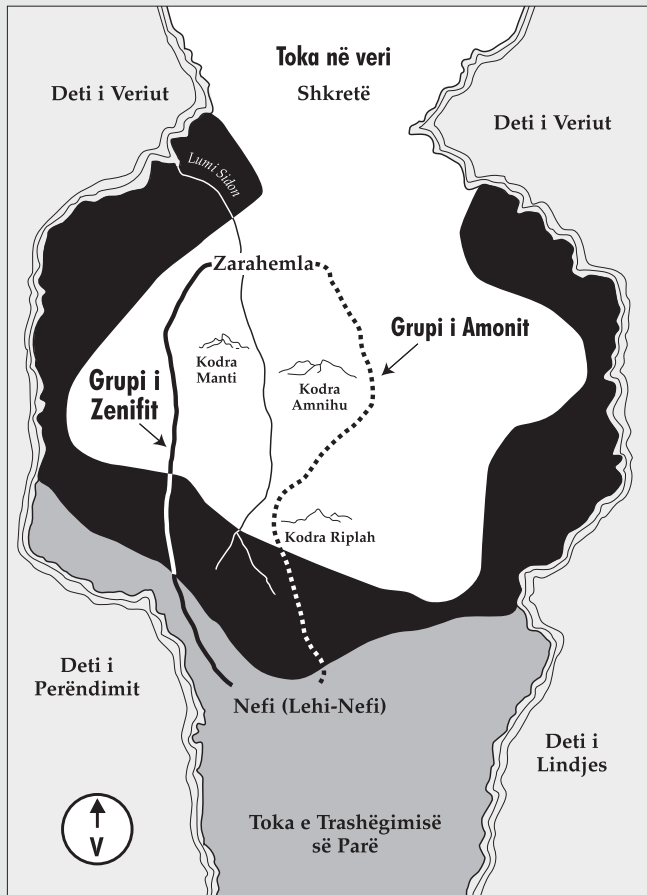 Toka në veri
Shkretë
Deti i Veriut
Deti i Veriut
Lumi Sidon
Zarahemla
Grupi i Amonit
Kodra
Manti
Kodra
Amnihu
Grupi i
Zenifit
Kodra Riplah
Deti i
Perëndimit
Nefi (Lehi-Nefi)
Deti i
Lindjes
Toka e Trashëgimisë
së Parë
V